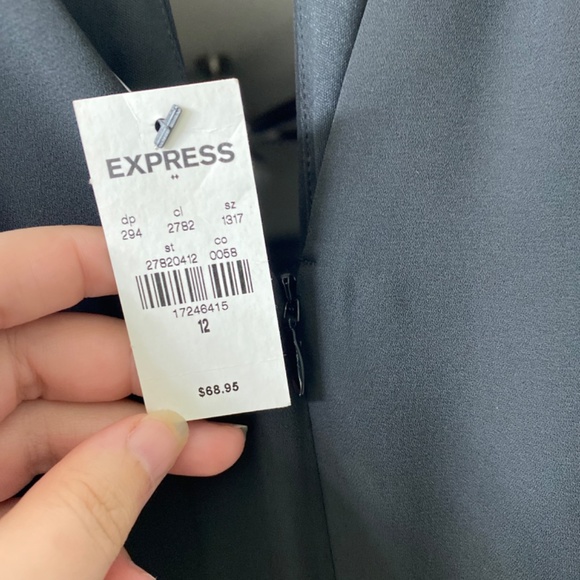 EXPRESS
dp cl sz
294 2782 1317
st co
27820412 0058
17246415
12
$68.95